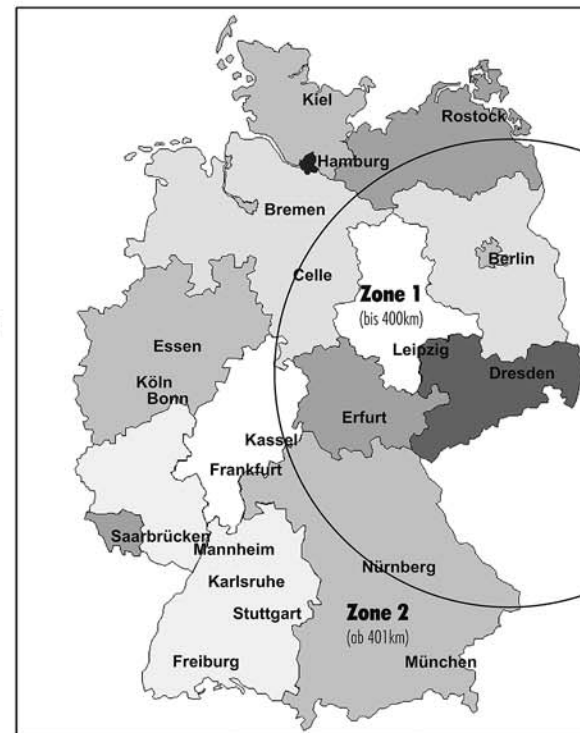 Kiel
Rostock
Hamburg
Bremen
Berlin
Celle
Zone 1
(bis 400km)
Essen
Leipzig
Dresden
Köln
Bonn
Erfurt
Kassel
Frankfurt
Saarbrücken
Mannheim
Nürnberg
Karlsruhe
Stuttgart
Zone 2
(ab 401km)
Freiburg
München